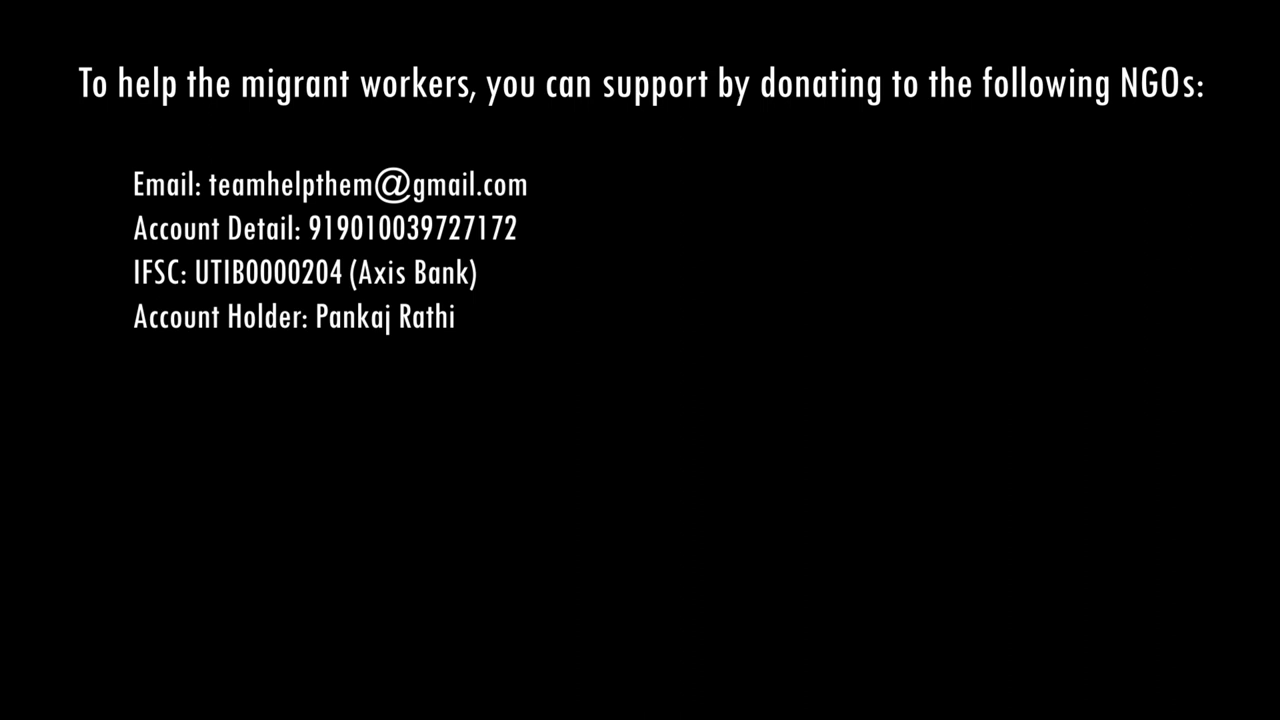 To help the migrant workers, you can support by donating to the following NGOs:
Email: teamhelpthem@gmail.com
Account Detail: 919010039727172
IFSC: UTIB0000204 (Axis Bank)
Account Holder: Pankaj Rathi